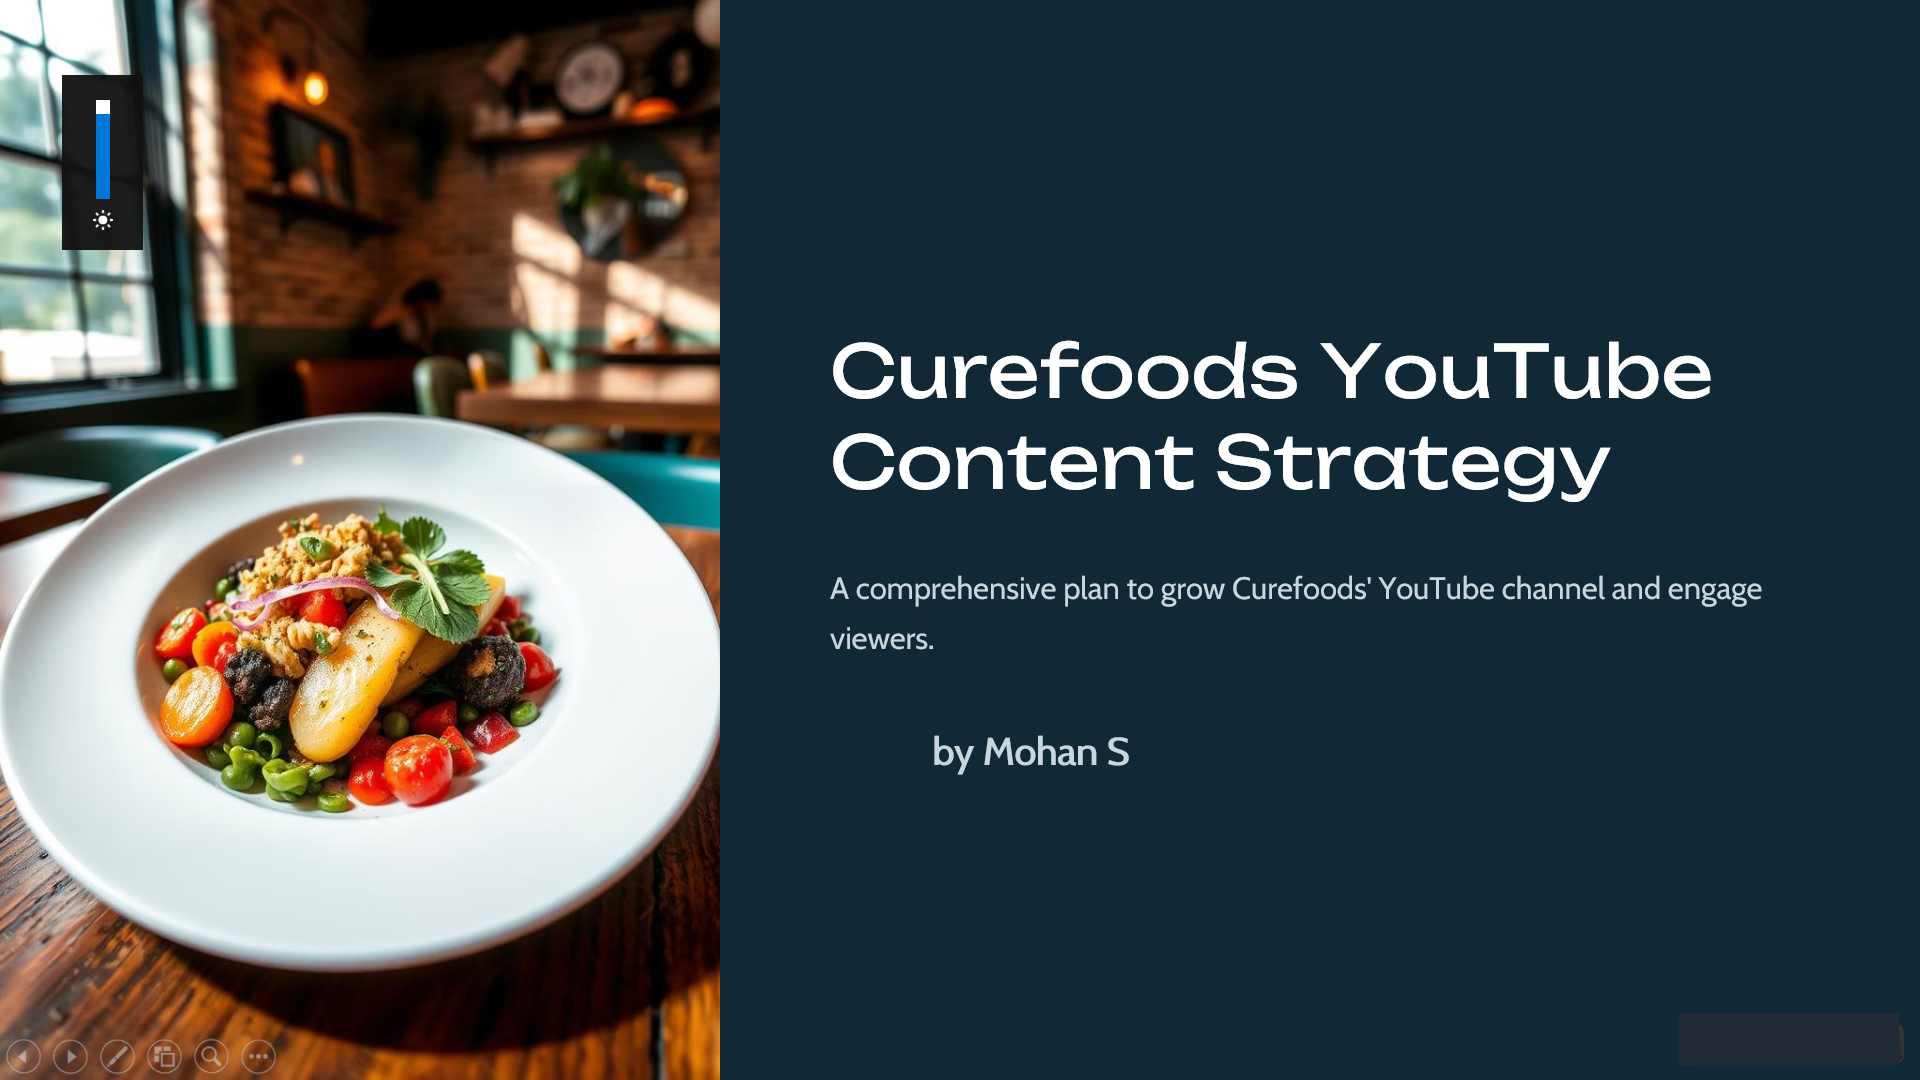 Curefoods YouTube
Content Strategy
A comprehensive plan to grow Curefoods' YouTube channel and engage
viewers.
by Mohan S